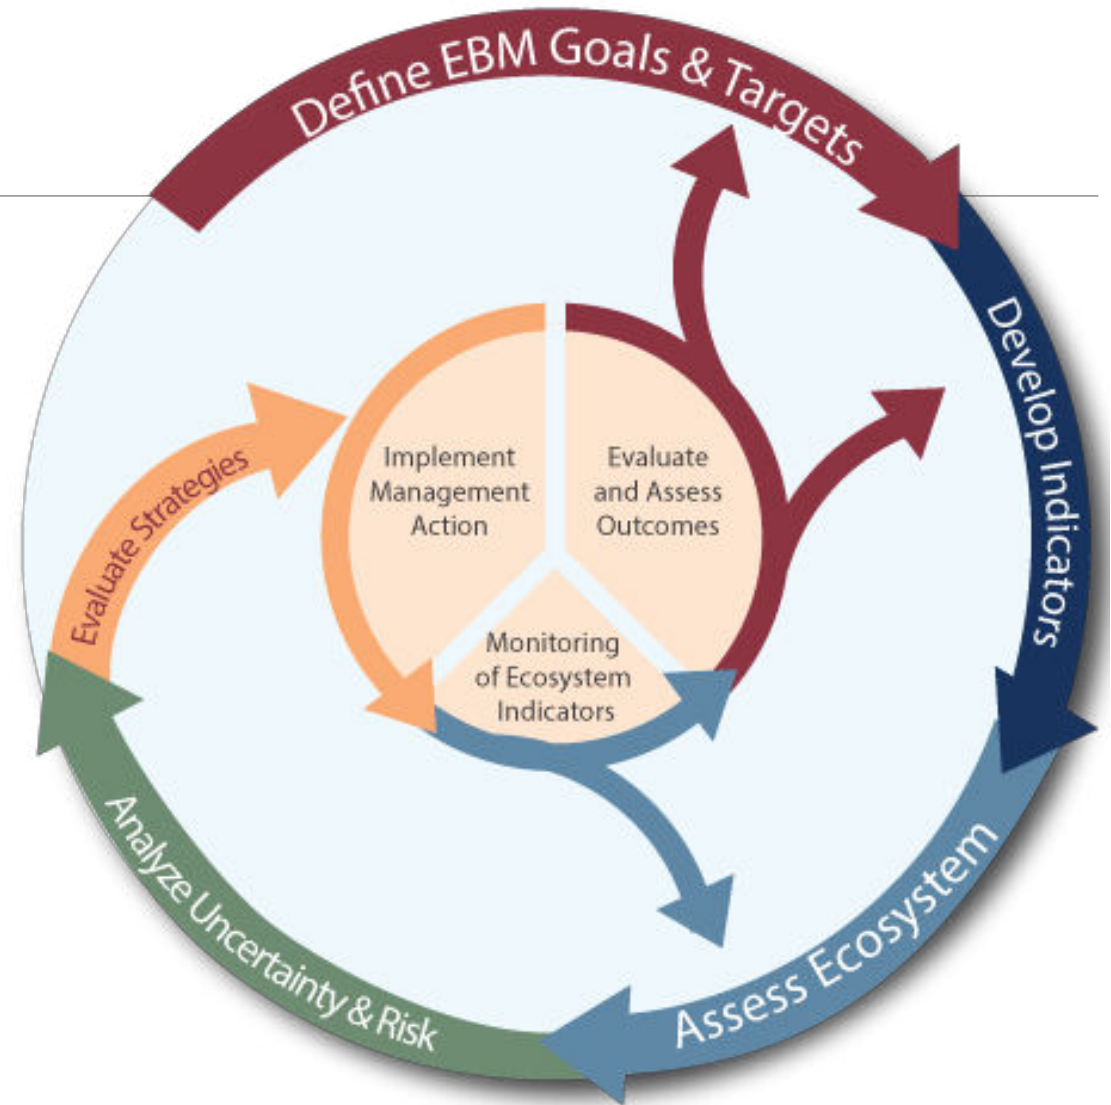 Define EBM Goals & Targets
Develop Indicators
Assess Ecosystem
Analyze Uncertainty & Risk
Evaluate Strategies
Implement
Management
Action
Evaluate
and Assess
Outcomes
Monitoring
of Ecosystem
Indicators